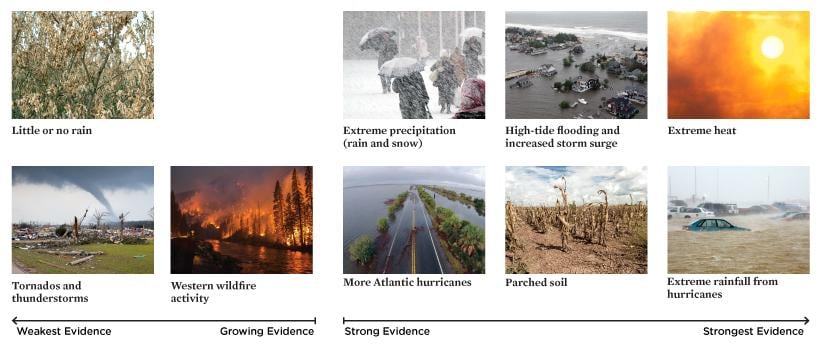 Little or no rain
Extreme precipitation
(rain and snow)
High-tide flooding and
increased storm surge
Extreme heat
Tornados and
thunderstorms
Western wildfire
activity
More Atlantic hurricanes
Parched soil
Extreme rainfall from
hurricanes
Weakest Evidence
Growing Evidence
Strong Evidence
Strongest Evidence